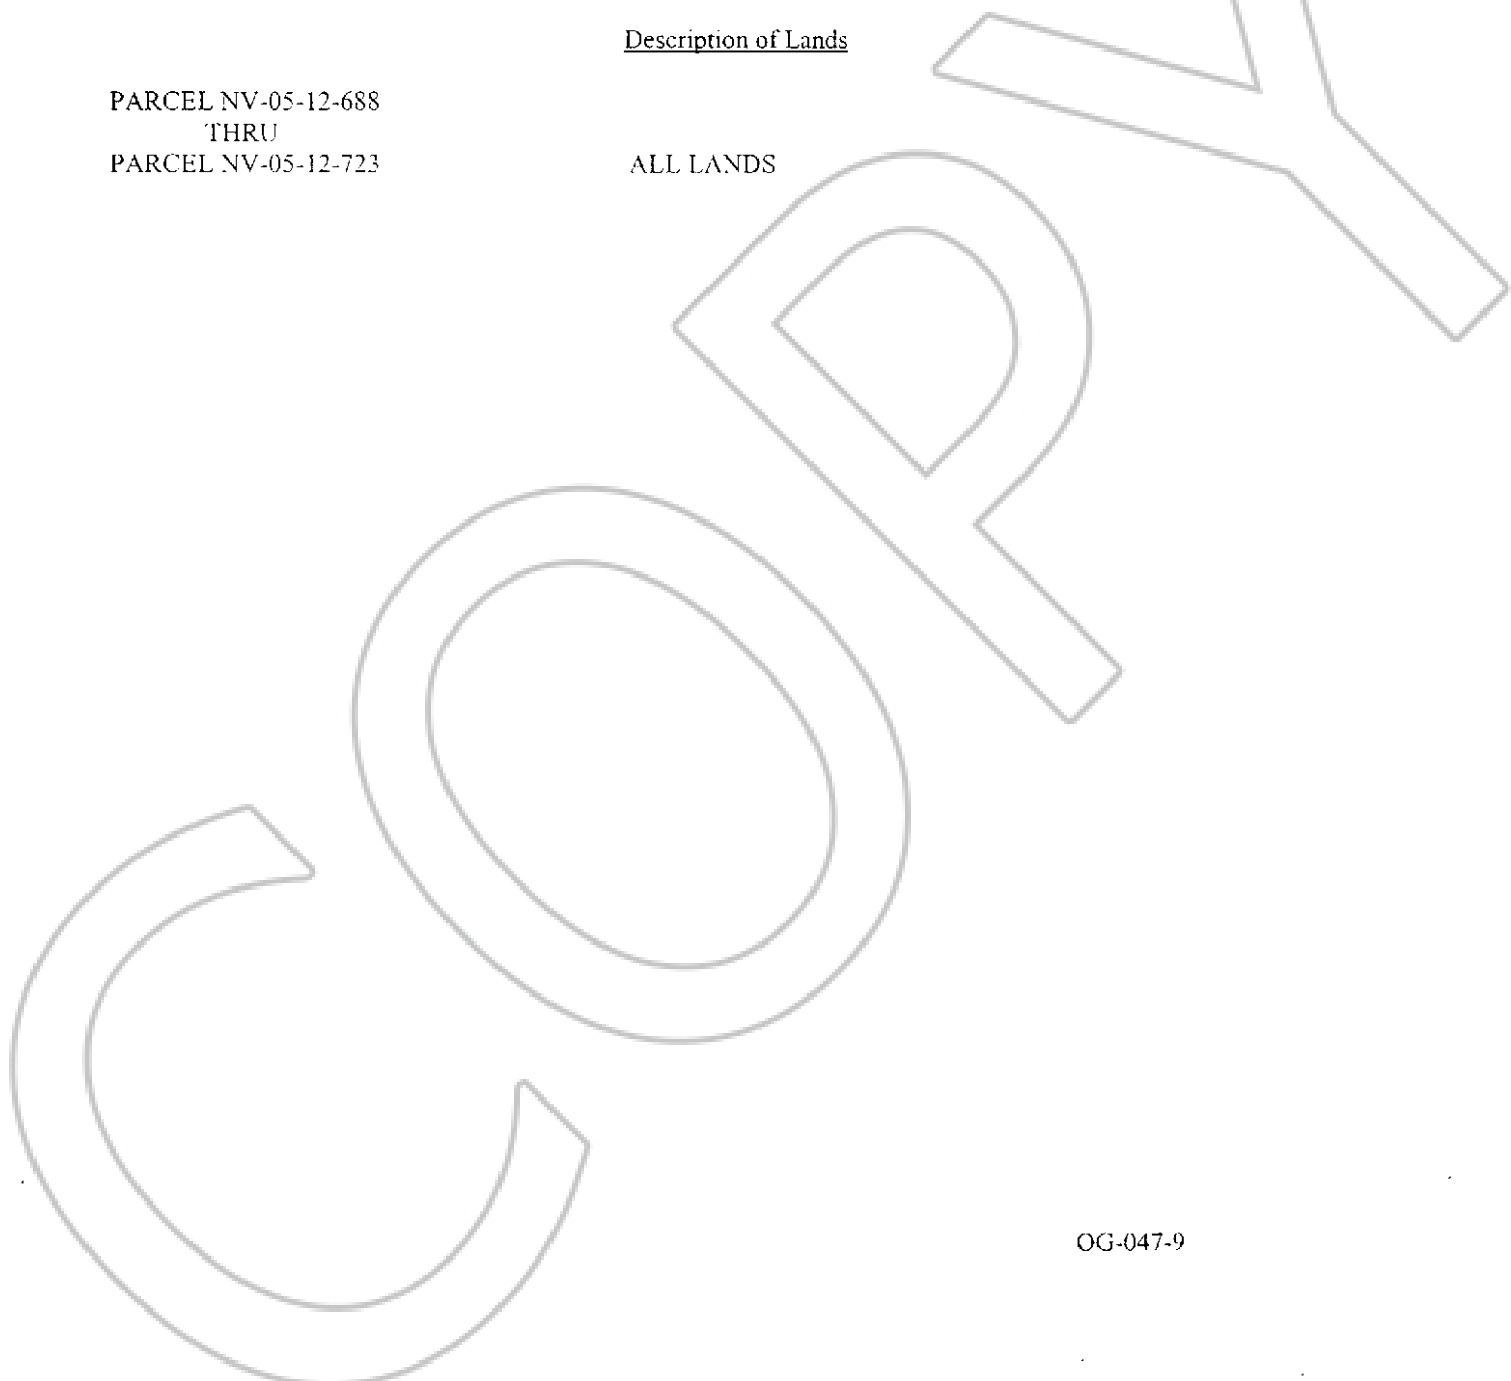 Description of Lands
PARCEL NV-05-12-688
THRU
PARCEL NV-05-12-723 ALL LANDS
COPY
OG-047-9